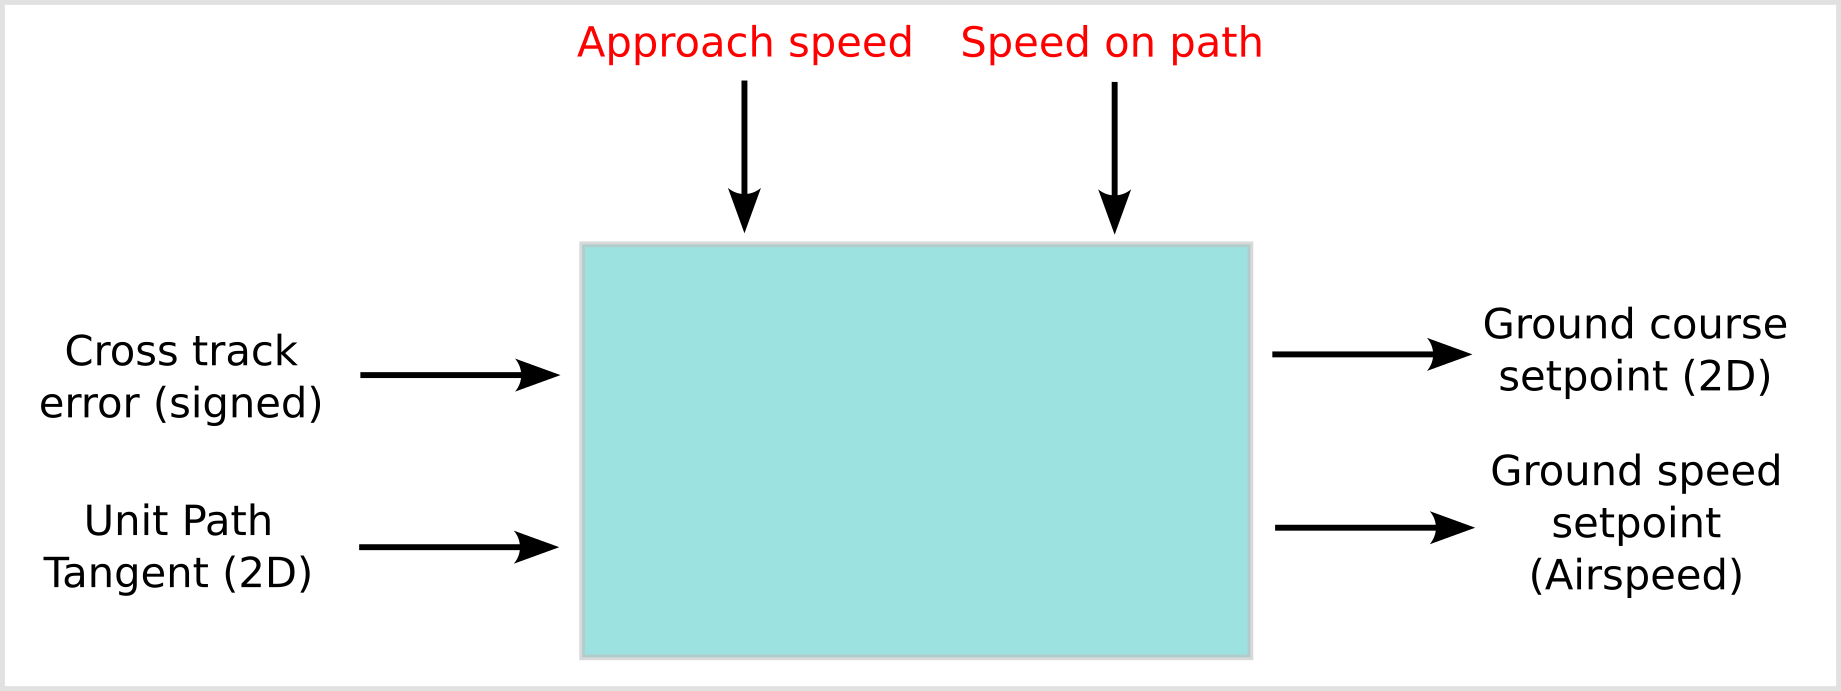 Approach speed
Speed on path
Cross track
error (signed)
Unit Path
Tangent (2D)
Ground course
setpoint (2D)
Ground speed
setpoint
(Airspeed)